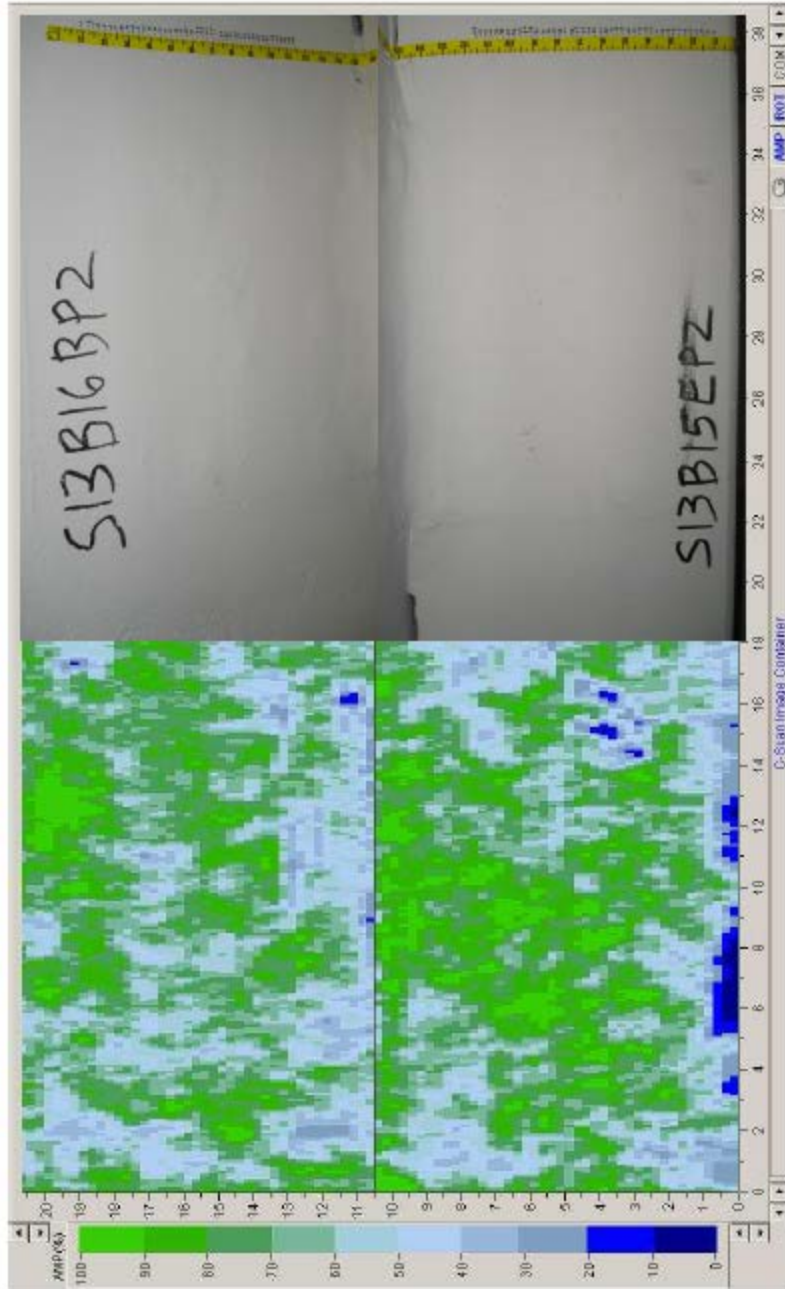 S13B16BP2
S13B15EP2
AMP ROT COM
20 19 18 17 16 15 14 13 12 11 10 9 8 7 6 5 4 3 2 1 0
0 2 4 6 8 10 12 14 16 18 20 22 24 26 28 30 32 34 36 38
C-Scan Image Container
AMP(%)
100 90 80 70 60 50 40 30 20 10 0